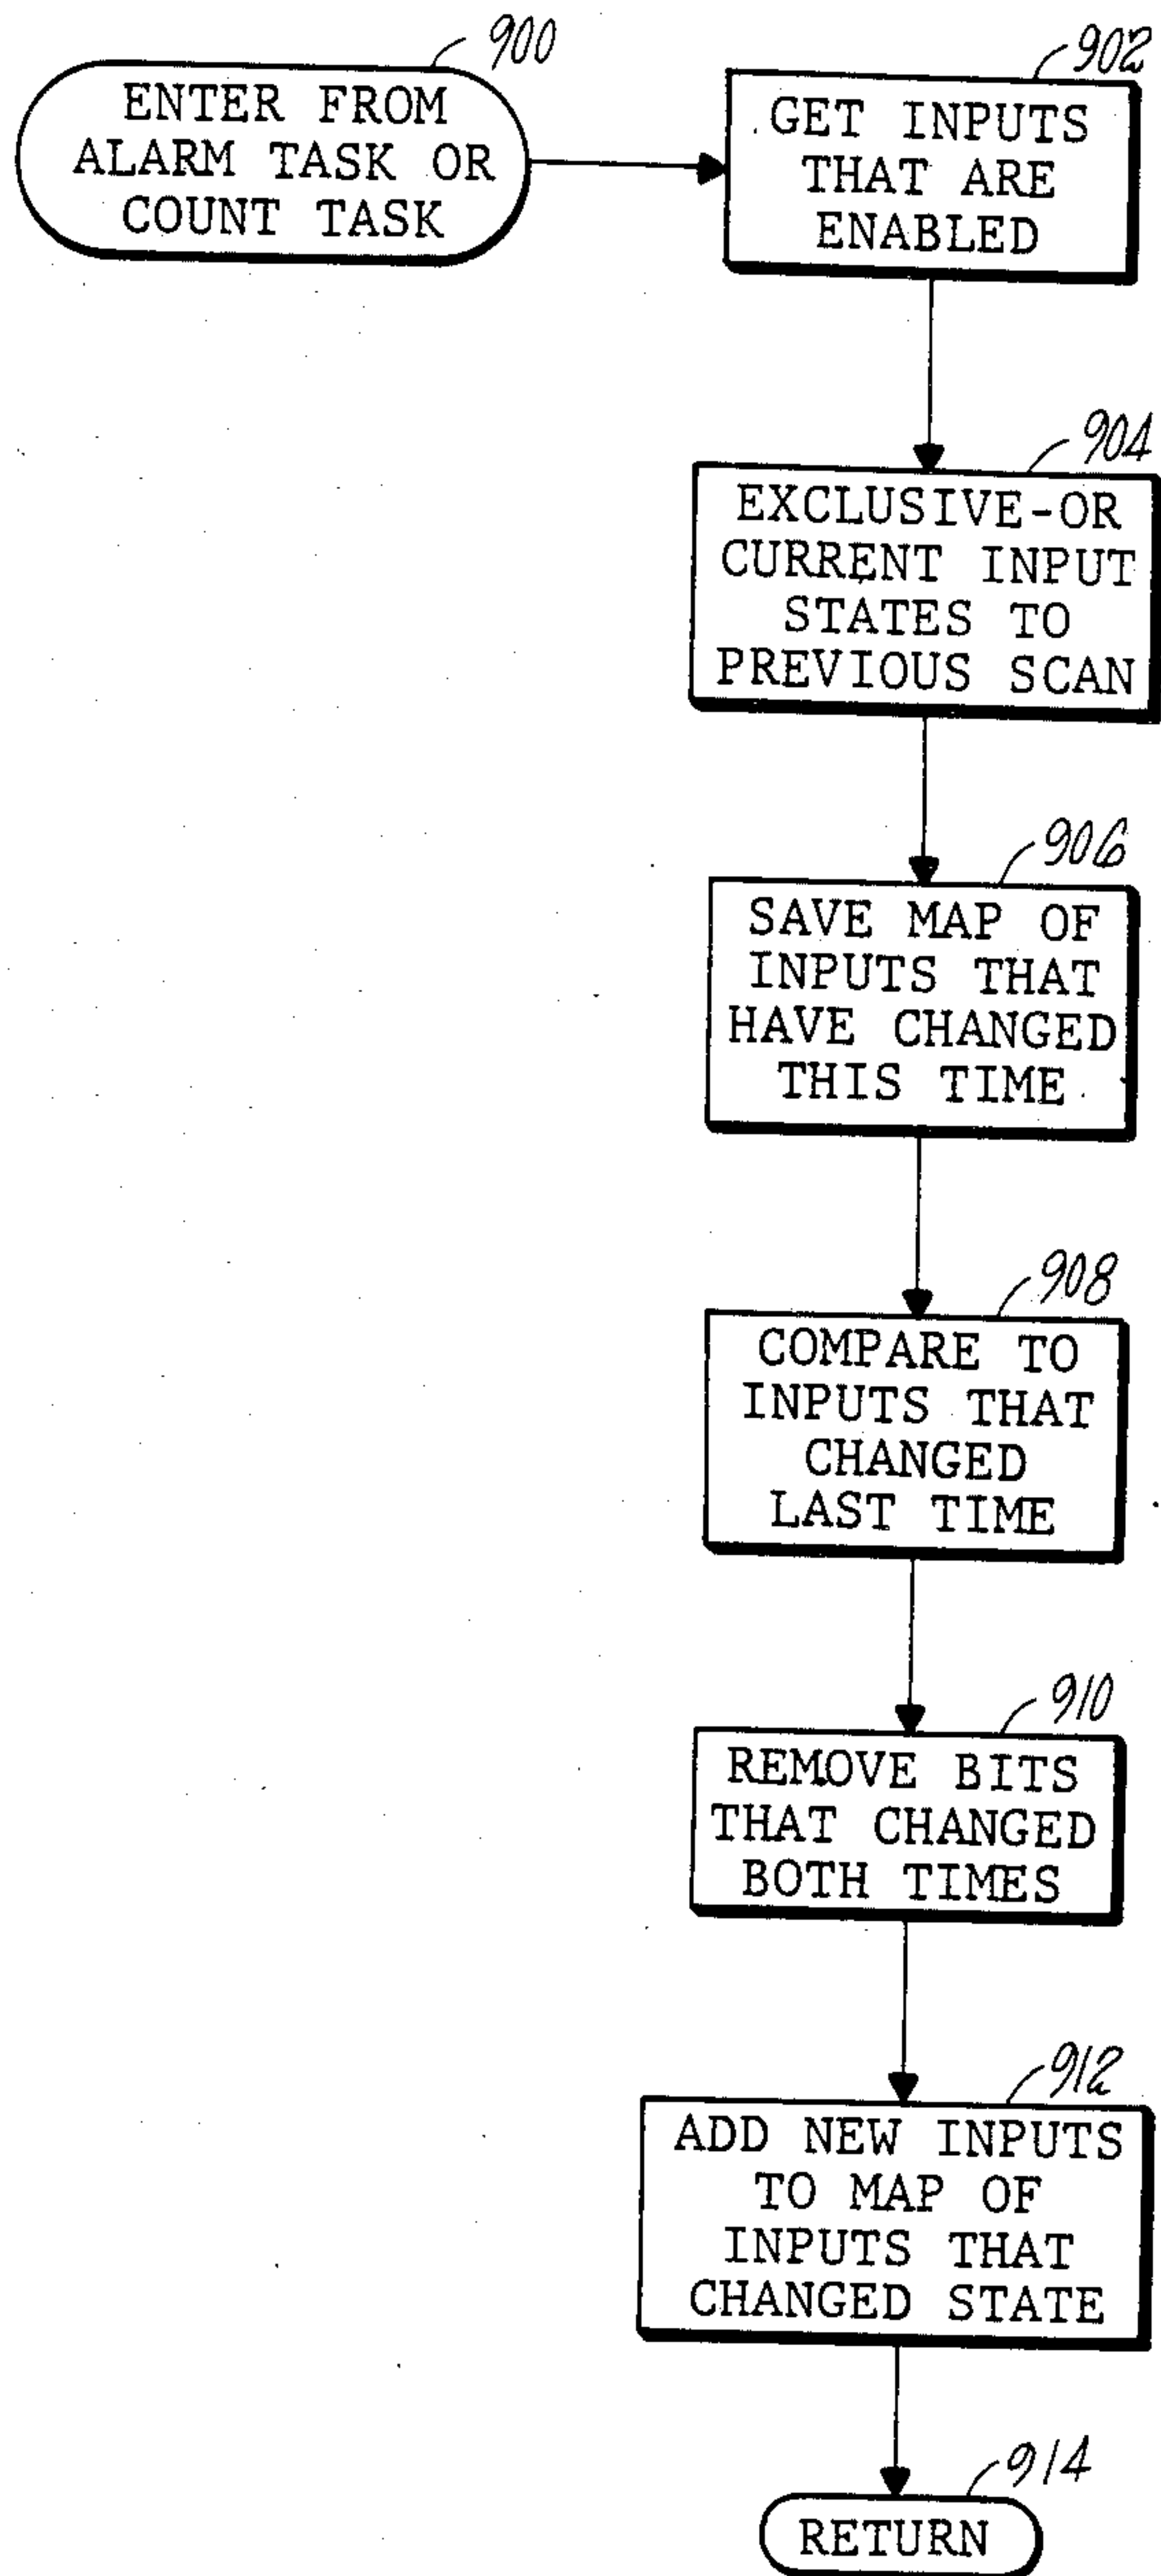 900
ENTER FROM
ALARM TASK OR
COUNT TASK
902
GET INPUTS
THAT ARE
ENABLED
904
EXCLUSIVE-OR
CURRENT INPUT
STATES TO
PREVIOUS SCAN
906
SAVE MAP OF
INPUTS THAT
HAVE CHANGED
THIS TIME
908
COMPARE TO
INPUTS THAT
CHANGED
LAST TIME
910
REMOVE BITS
THAT CHANGED
BOTH TIMES
912
ADD NEW INPUTS
TO MAP OF
INPUTS THAT
CHANGED STATE
914
RETURN